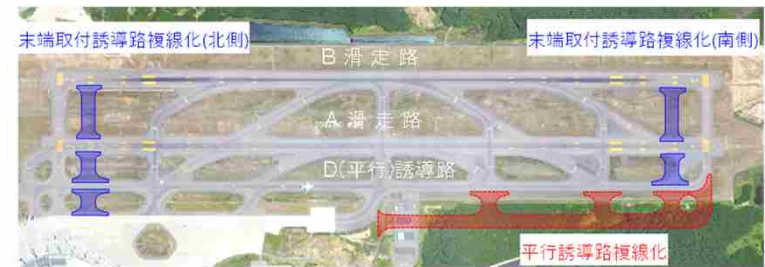 末端取付誘導路複線化(北側)
末端取付誘導路複線化(南側)
B 滑 走 路
A 滑 走 路
D(平行)誘導路
平行誘導路複線化